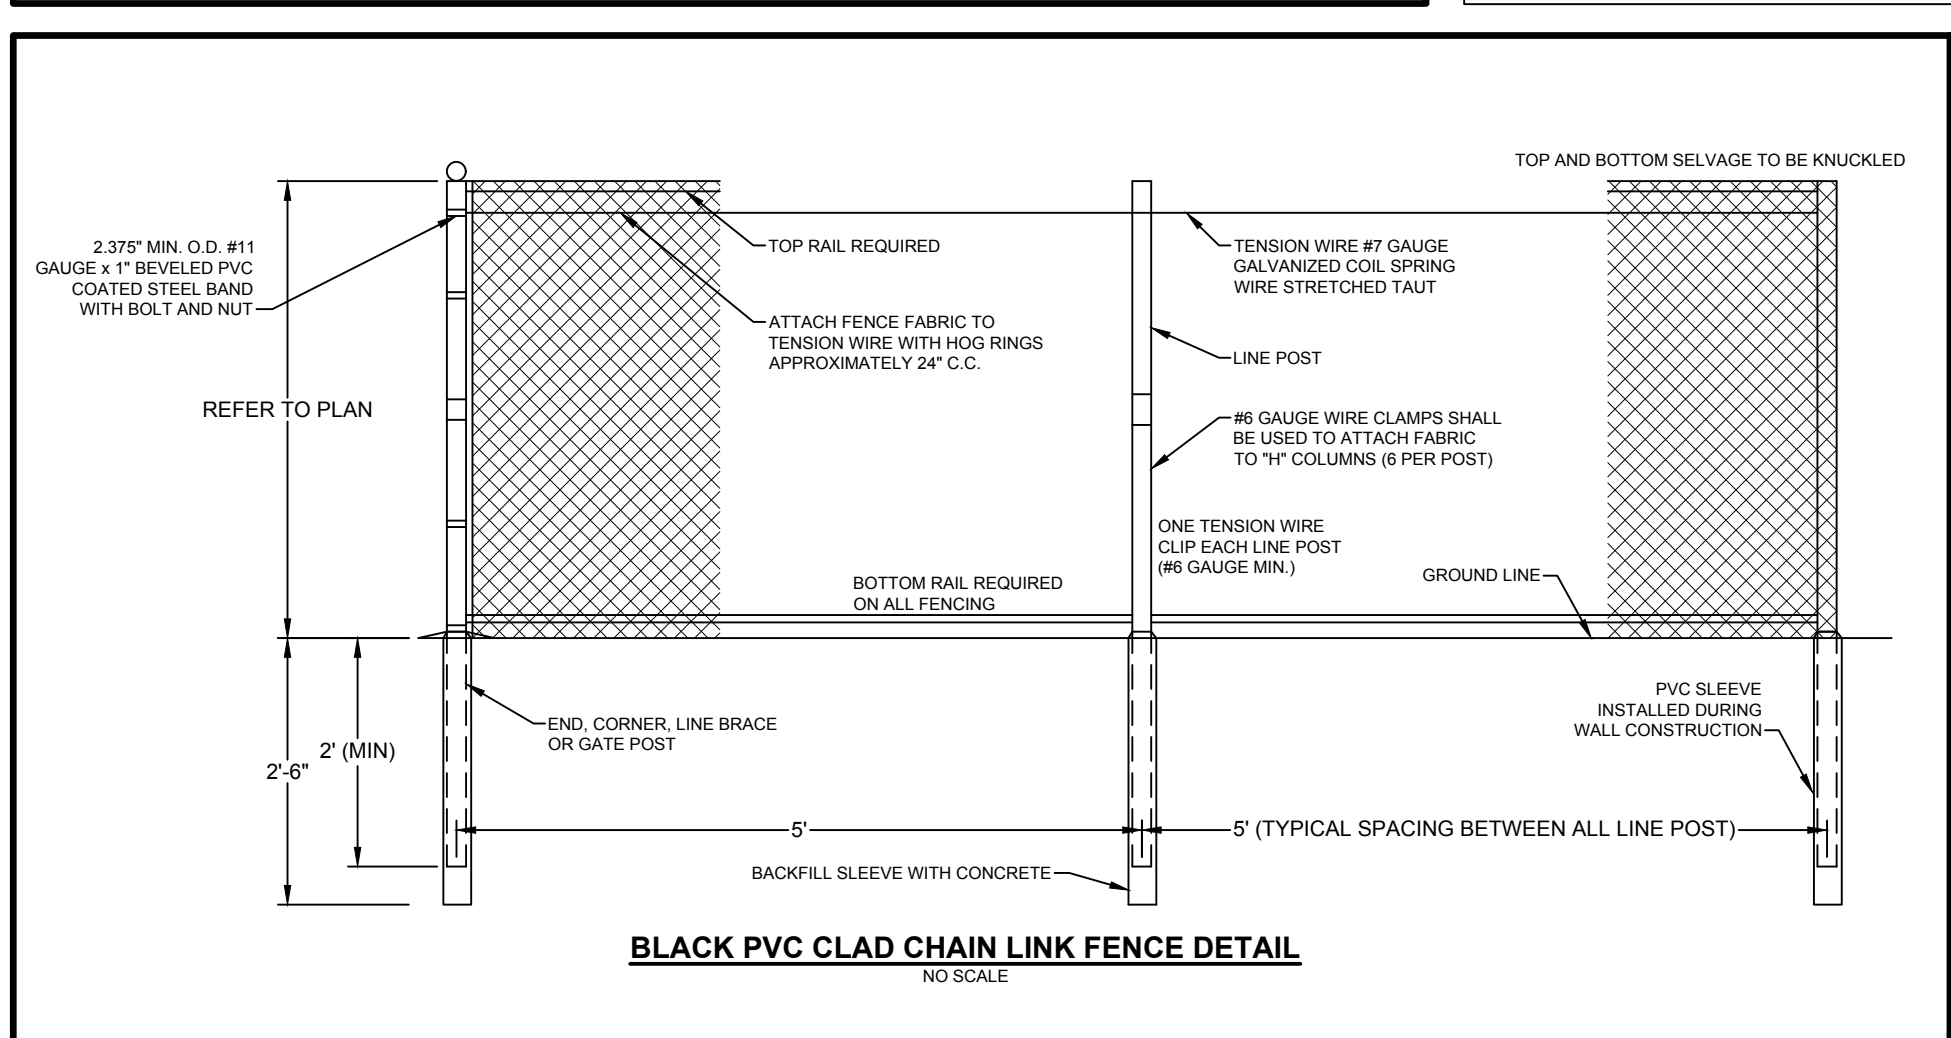 TOP AND BOTTOM SELVAGE TO BE KNUCKLED
2.375" MIN. O.D. #11
GAUGE x 1" BEVELED PVC
COATED STEEL BAND
WITH BOLT AND NUT
TOP RAIL REQUIRED
TENSION WIRE #7 GAUGE
GALVANIZED COIL SPRING
WIRE STRETCHED TAUT
ATTACH FENCE FABRIC TO
TENSION WIRE WITH HOG RINGS
APPROXIMATELY 24" C.C.
LINE POST
REFER TO PLAN
#6 GAUGE WIRE CLAMPS SHALL
BE USED TO ATTACH FABRIC
TO "H" COLUMNS (6 PER POST)
ONE TENSION WIRE
CLIP EACH LINE POST
(#6 GAUGE MIN.)
BOTTOM RAIL REQUIRED
ON ALL FENCING
GROUND LINE
END, CORNER, LINE BRACE
OR GATE POST
PVC SLEEVE
INSTALLED DURING
WALL CONSTRUCTION
2' (MIN)
2'-6"
5'
5' (TYPICAL SPACING BETWEEN ALL LINE POST)
BACKFILL SLEEVE WITH CONCRETE
BLACK PVC CLAD CHAIN LINK FENCE DETAIL
NO SCALE